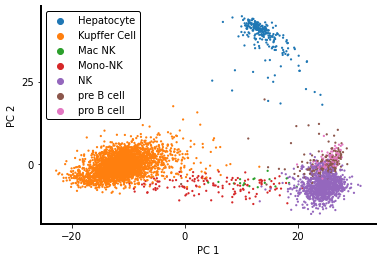 Hepatocyte
Kupffer Cell
Mac NK
Mono-NK
NK
pre B cell
pro B cell
25
0
PC 2
−20
0
20
PC 1